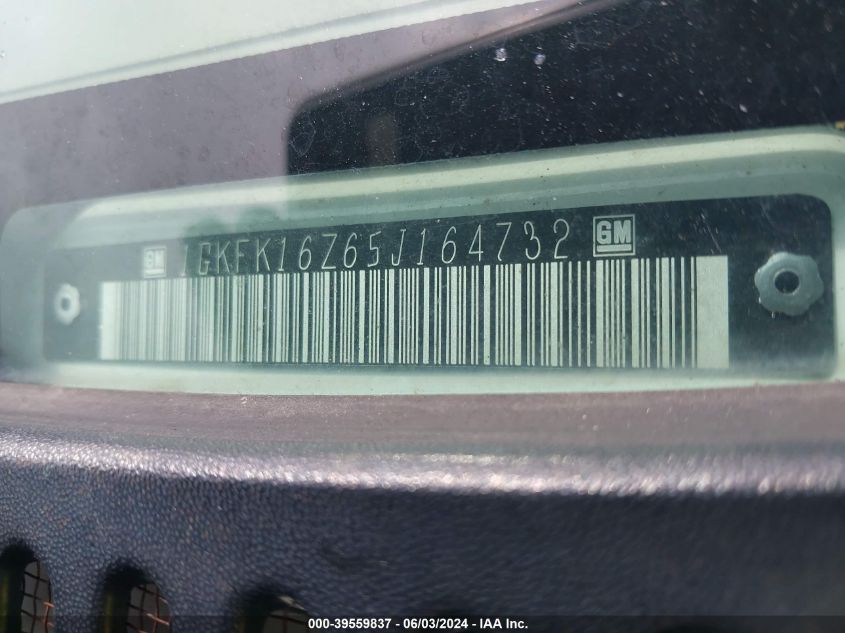 GM 1GKFK16Z65J164732 GM
000-39559837 - 06/03/2024 - IAA Inc.